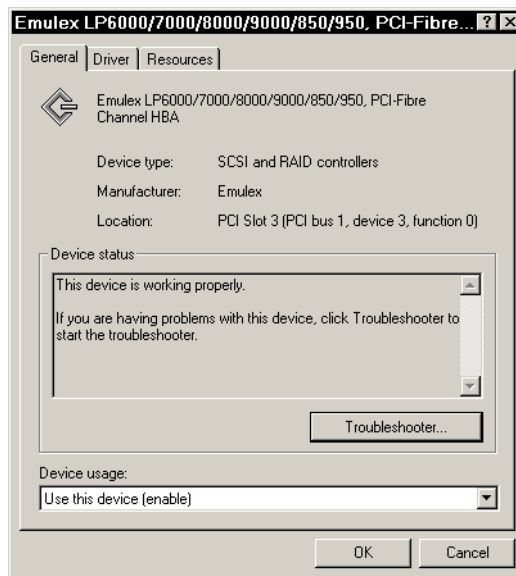 Emulex LP6000/7000/8000/9000/850/950, PCI-Fibre...
General Driver Resources
Emulex LP6000/7000/8000/9000/850/950, PCI-Fibre
Channel HBA
Device type: SCSI and RAID controllers
Manufacturer: Emulex
Location: PCI Slot 3 (PCI bus 1, device 3, function 0)
Device status
This device is working properly.
If you are having problems with this device, click Troubleshooter to
start the troubleshooter.
Troubleshooter...
Device usage:
Use this device (enable)
OK Cancel